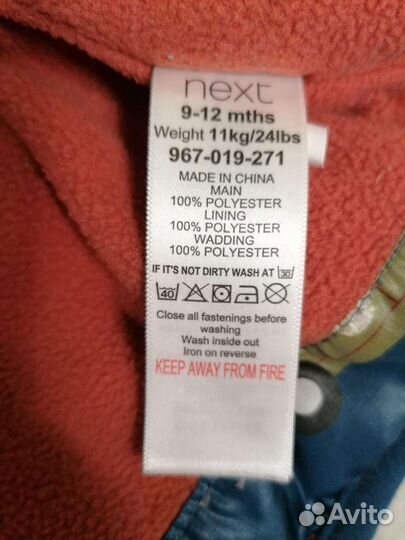 next
9-12 mths
Weight 11kg/24lbs
967-019-271
MADE IN CHINA
MAIN
100% POLYESTER
LINING
100% POLYESTER
WADDING
100% POLYESTER
IF IT'S NOT DIRTY WASH AT 30
40
Close all fastenings before
washing
Wash inside out
Iron on reverse
KEEP AWAY FROM FIRE
Avito